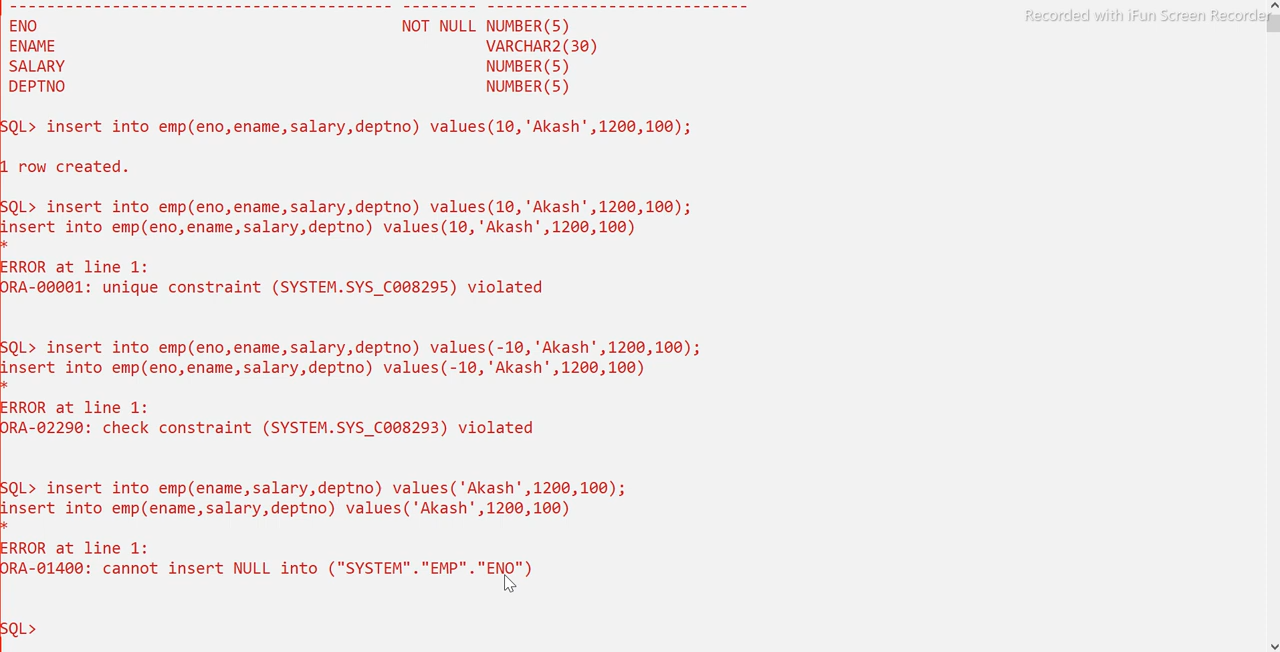 ---------------------------------------- -------- ----------------------------
Recorded with iFun Screen Recorder
ENO NOT NULL NUMBER(5)
ENAME VARCHAR2(30)
SALARY NUMBER(5)
DEPTNO NUMBER(5)
SQL> insert into emp(eno,ename,salary,deptno) values(10,'Akash',1200,100);
1 row created.
SQL> insert into emp(eno,ename,salary,deptno) values(10,'Akash',1200,100);
insert into emp(eno,ename,salary,deptno) values(10,'Akash',1200,100)
*
ERROR at line 1:
ORA-00001: unique constraint (SYSTEM.SYS_C008295) violated
SQL> insert into emp(eno,ename,salary,deptno) values(-10,'Akash',1200,100);
insert into emp(eno,ename,salary,deptno) values(-10,'Akash',1200,100)
*
ERROR at line 1:
ORA-02290: check constraint (SYSTEM.SYS_C008293) violated
SQL> insert into emp(ename,salary,deptno) values('Akash',1200,100);
insert into emp(ename,salary,deptno) values('Akash',1200,100)
*
ERROR at line 1:
ORA-01400: cannot insert NULL into ("SYSTEM"."EMP"."ENO")
SQL>